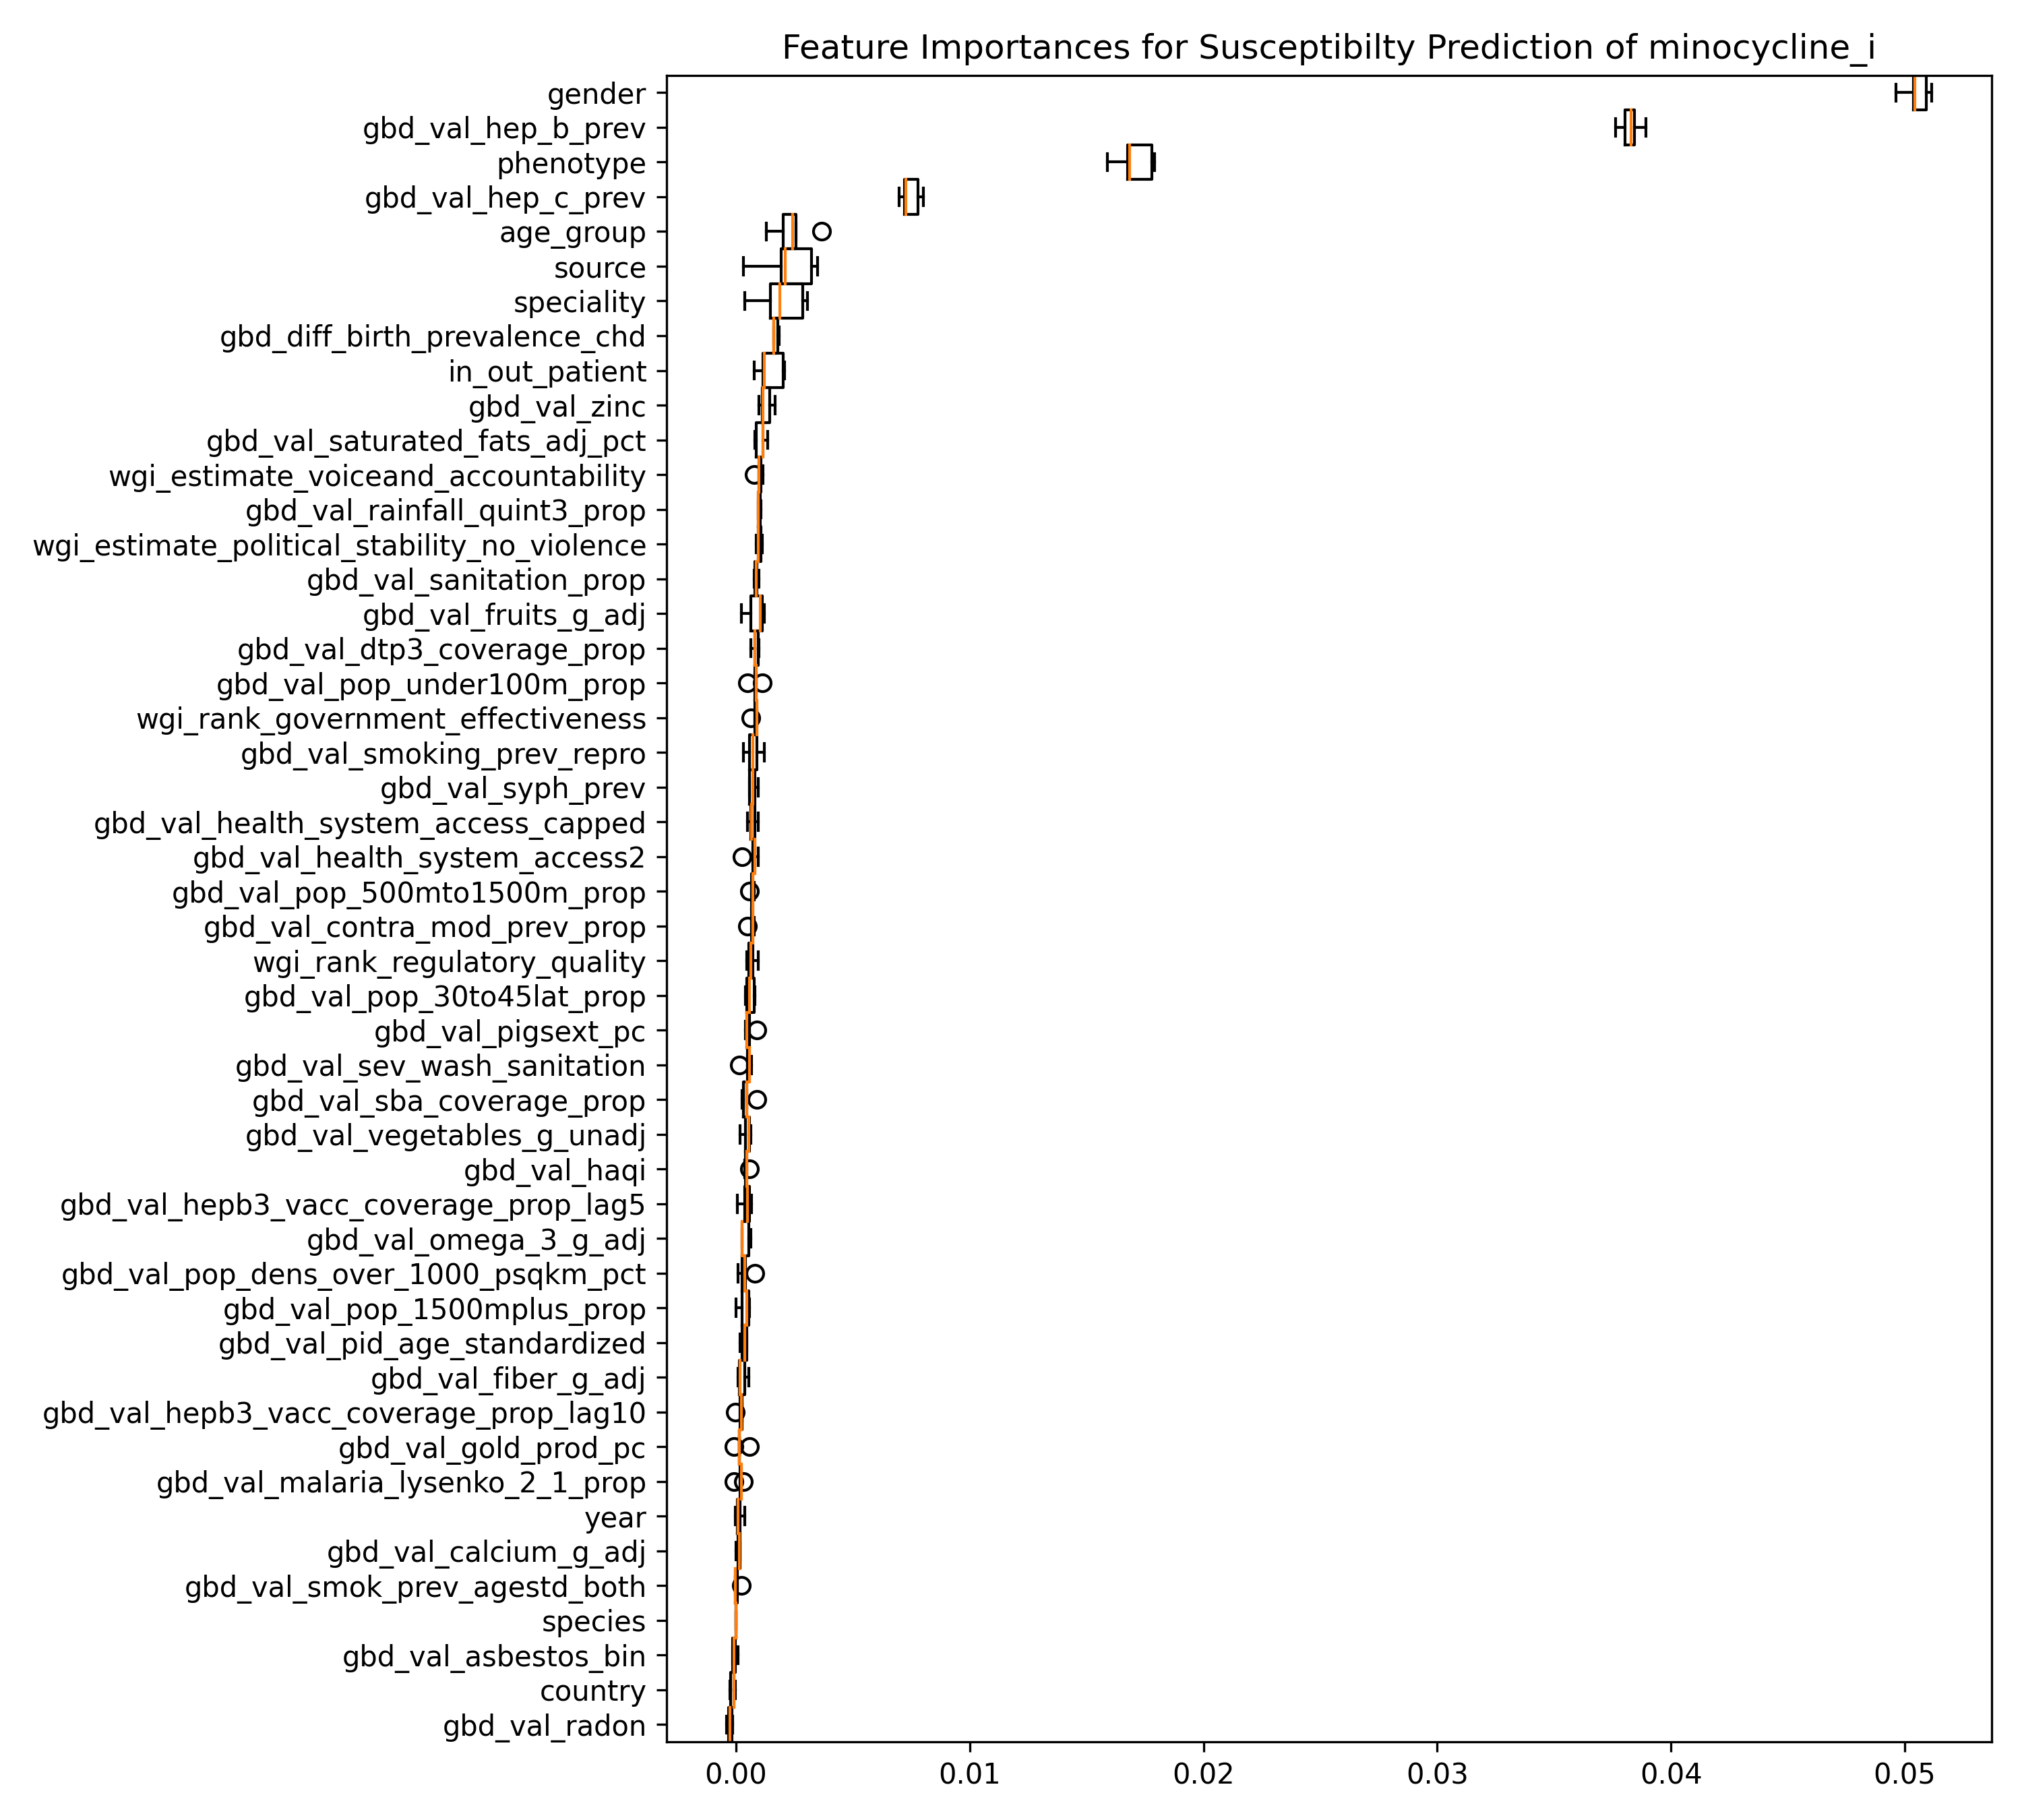 Feature Importances for Susceptibilty Prediction of minocycline_i
gender
gbd_val_hep_b_prev
phenotype
gbd_val_hep_c_prev
age_group
source
speciality
gbd_diff_birth_prevalence_chd
in_out_patient
gbd_val_zinc
gbd_val_saturated_fats_adj_pct
wgi_estimate_voiceand_accountability
gbd_val_rainfall_quint3_prop
wgi_estimate_political_stability_no_violence
gbd_val_sanitation_prop
gbd_val_fruits_g_adj
gbd_val_dtp3_coverage_prop
gbd_val_pop_under100m_prop
wgi_rank_government_effectiveness
gbd_val_smoking_prev_repro
gbd_val_syph_prev
gbd_val_health_system_access_capped
gbd_val_health_system_access2
gbd_val_pop_500mto1500m_prop
gbd_val_contra_mod_prev_prop
wgi_rank_regulatory_quality
gbd_val_pop_30to45lat_prop
gbd_val_pigsext_pc
gbd_val_sev_wash_sanitation
gbd_val_sba_coverage_prop
gbd_val_vegetables_g_unadj
gbd_val_haqi
gbd_val_hepb3_vacc_coverage_prop_lag5
gbd_val_omega_3_g_adj
gbd_val_pop_dens_over_1000_psqkm_pct
gbd_val_pop_1500mplus_prop
gbd_val_pid_age_standardized
gbd_val_fiber_g_adj
gbd_val_hepb3_vacc_coverage_prop_lag10
gbd_val_gold_prod_pc
gbd_val_malaria_lysenko_2_1_prop
year
gbd_val_calcium_g_adj
gbd_val_smok_prev_agestd_both
species
gbd_val_asbestos_bin
country
gbd_val_radon
0.00 0.01 0.02 0.03 0.04 0.05